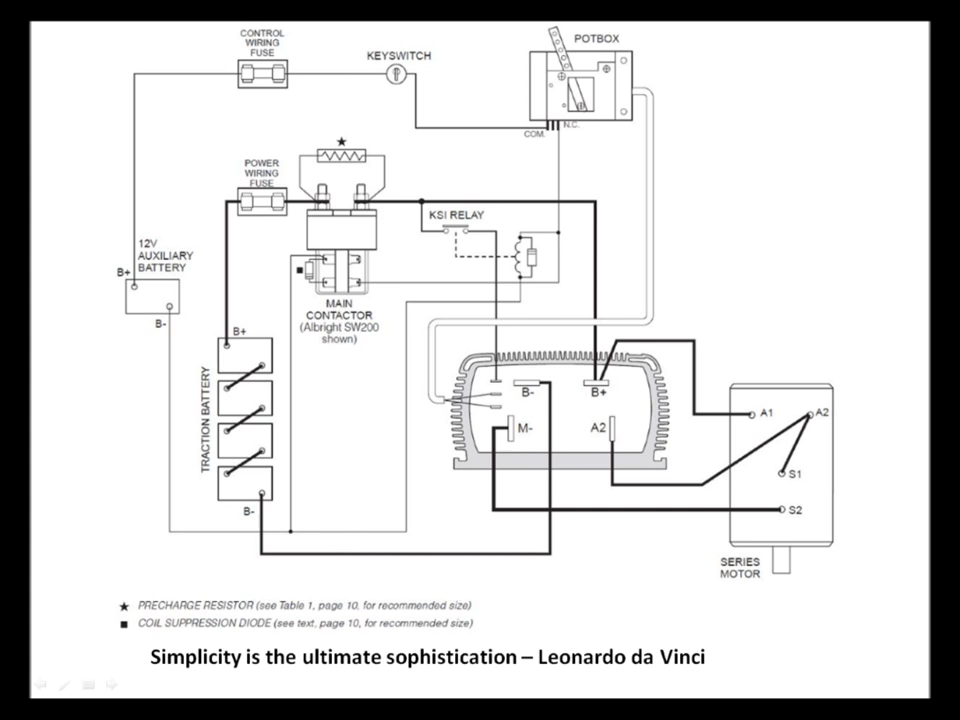 CONTROL
WIRING
FUSE
KEYSWITCH
POTBOX
COM.
N.C.
★
POWER
WIRING
FUSE
KSI RELAY
12V
AUXILIARY
BATTERY
B+
B-
■
MAIN
CONTACTOR
(Albright SW200
shown)
B+
TRACTION BATTERY
B-
B-
B+
M-
A2
A1
A2
S1
S2
SERIES
MOTOR
★ PRECHARGE RESISTOR (see Table 1, page 10, for recommended size)
■ COIL SUPPRESSION DIODE (see text, page 10, for recommended size)
Simplicity is the ultimate sophistication – Leonardo da Vinci